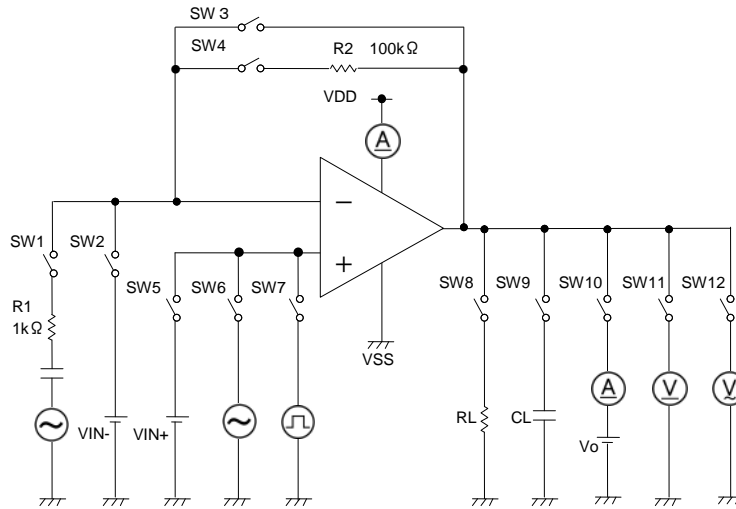 SW 3
SW4
R2 100kΩ
VDD
A
−
+
SW1
SW2
SW5
SW6
SW7
SW8
SW9
SW10
SW11
SW12
R1
1kΩ
VSS
A
V
V
VIN-
VIN+
RL
CL
Vo